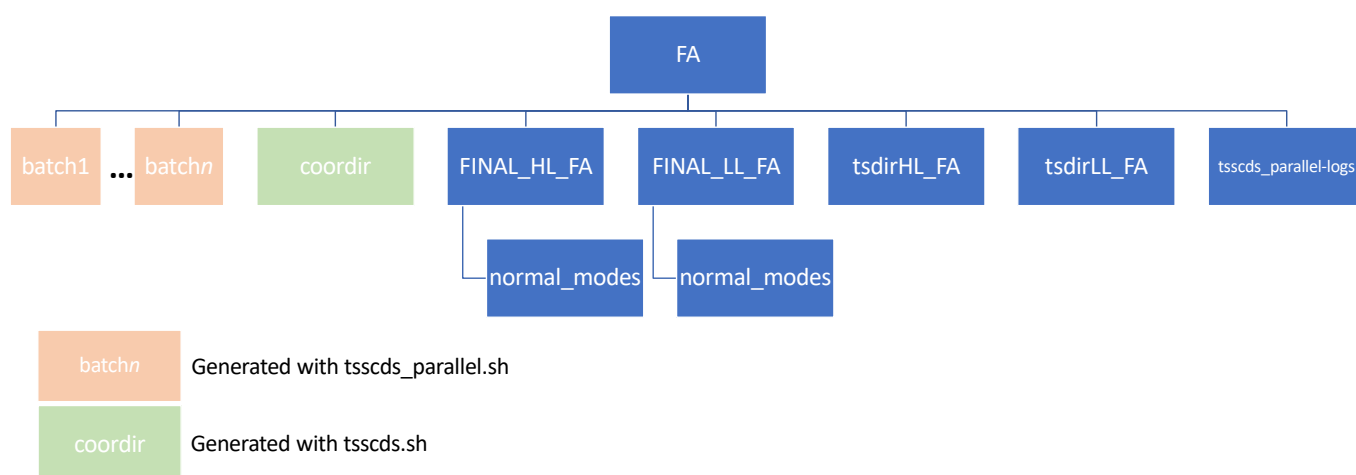 FA
batch1 ... batchn coordir FINAL_HL_FA FINAL_LL_FA tsdirHL_FA tsdirLL_FA tsscds_parallel-logs
normal_modes normal_modes
batchn Generated with tsscds_parallel.sh
coordir Generated with tsscds.sh